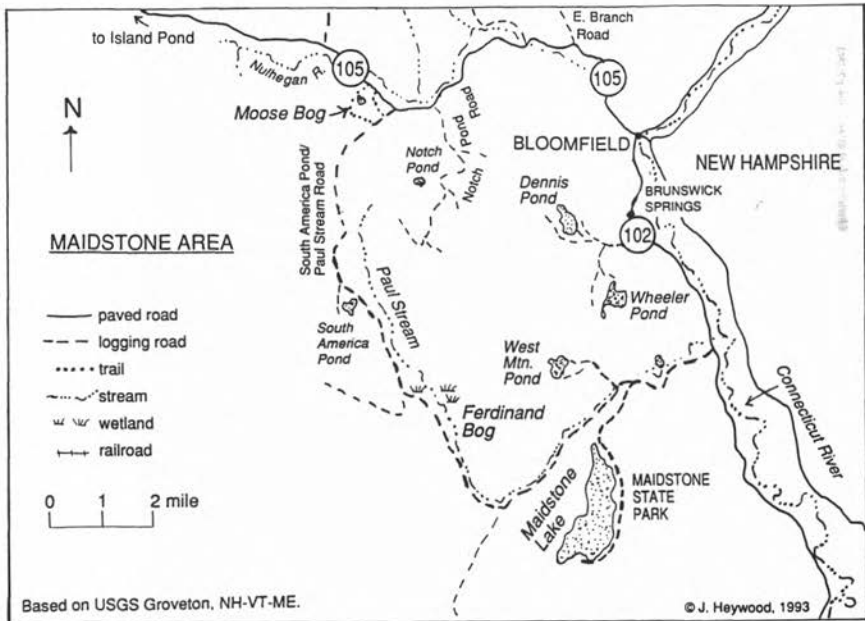 to Island Pond
E. Branch
Road
Nulhegan R.
105
105
Moose Bog
N
Pond Road
Notch
Notch
Pond
BLOOMFIELD
NEW HAMPSHIRE
Dennis
Pond
BRUNSWICK
SPRINGS
102
South America Pond/
Paul Stream Road
MAIDSTONE AREA
Paul Stream
Wheeler
Pond
paved road
logging road
trail
stream
wetland
railroad
South
America
Pond
West
Mtn.
Pond
Ferdinand
Bog
Connecticut River
0 1 2 mile
Maidstone
Lake
MAIDSTONE
STATE
PARK
Based on USGS Groveton, NH-VT-ME.
© J. Heywood, 1993